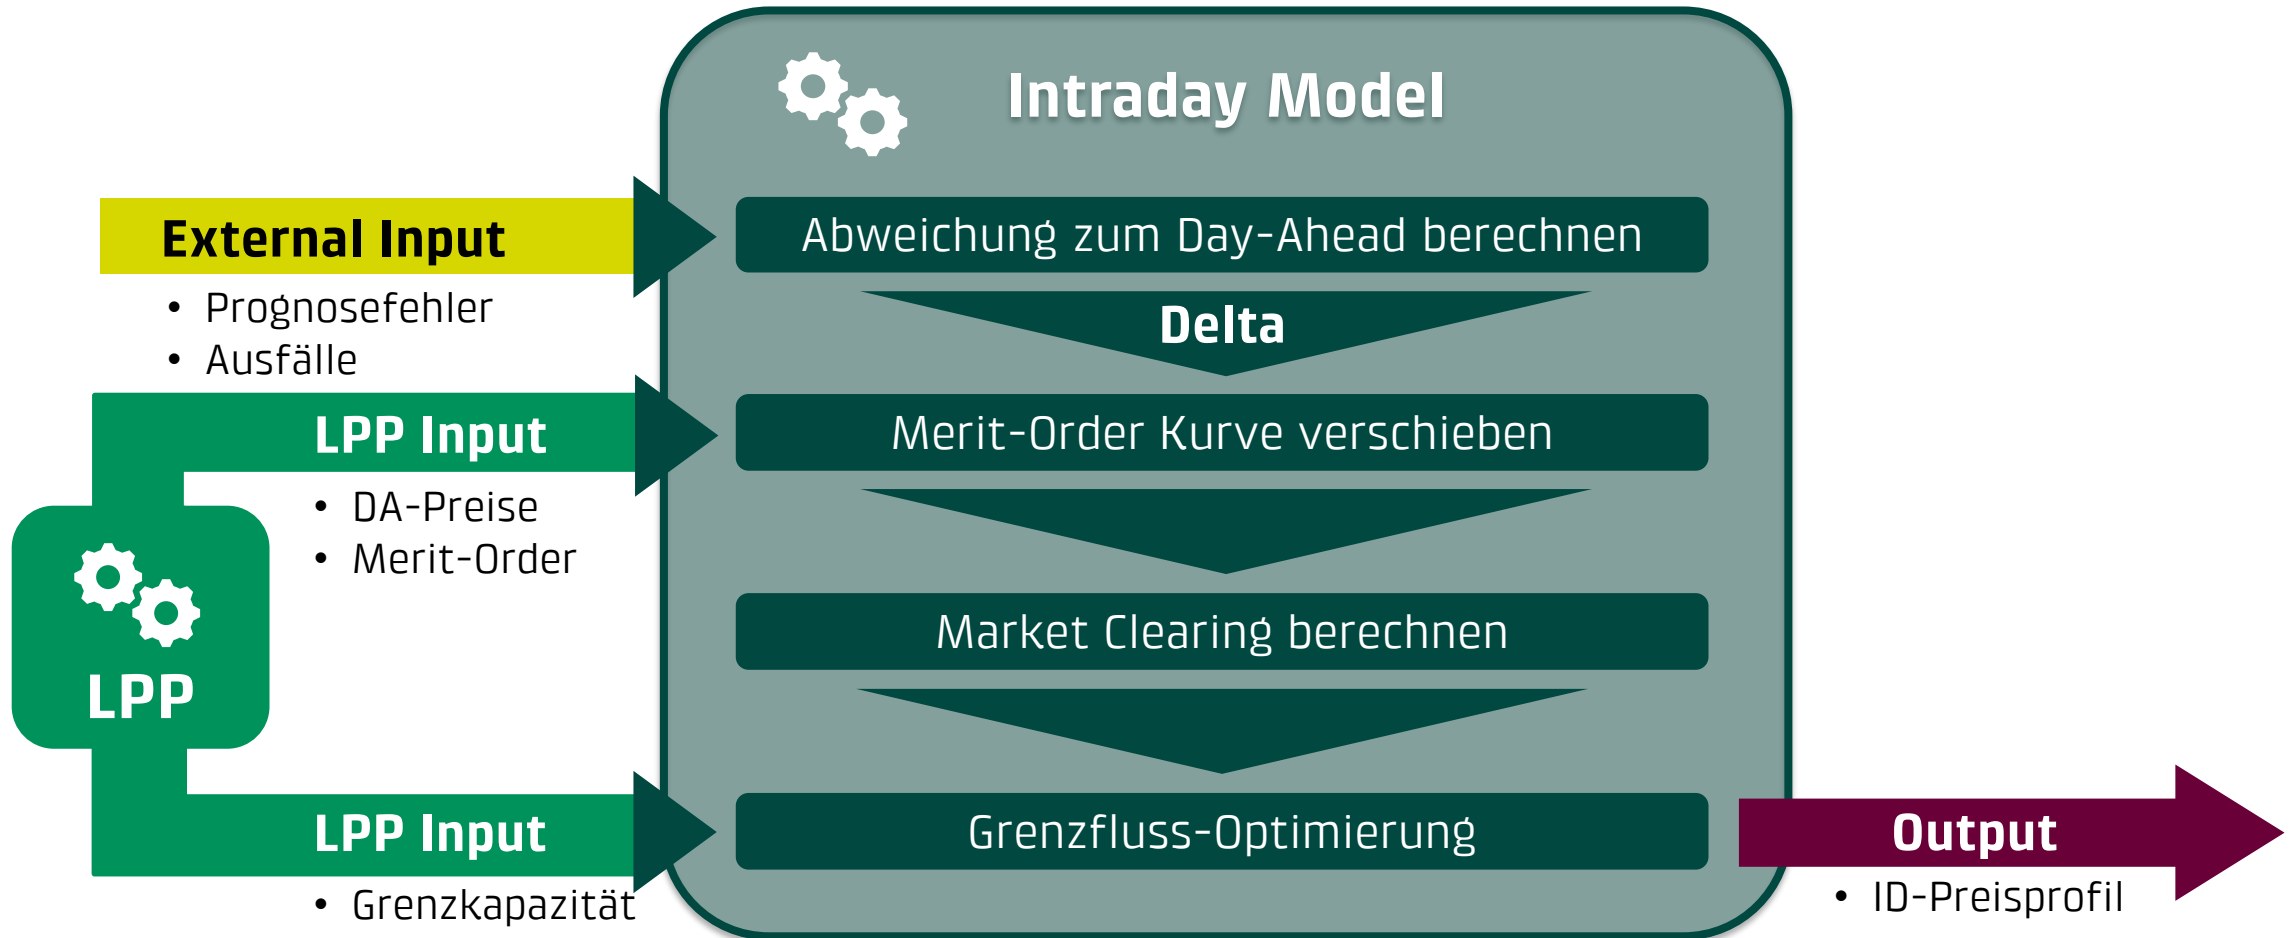 Intraday Model
External Input
• Prognosefehler
• Ausfälle
Abweichung zum Day-Ahead berechnen
Delta
LPP Input
• DA-Preise
• Merit-Order
Merit-Order Kurve verschieben
LPP
Market Clearing berechnen
LPP Input
• Grenzkapazität
Grenzfluss-Optimierung
Output
• ID-Preisprofil